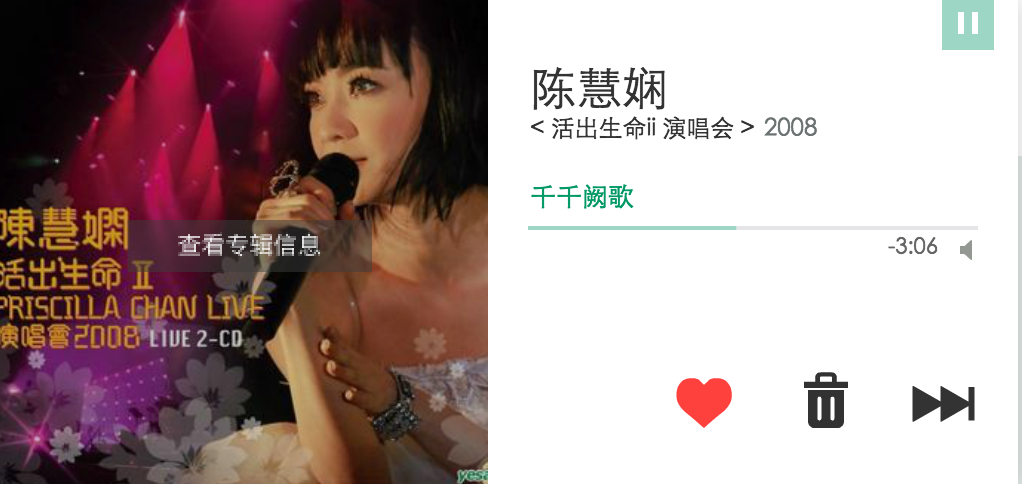 陳慧嫻
活出生命 II
PRISCILLA CHAN LIVE
演唱會2008 LIVE 2-CD
查看专辑信息
陈慧娴
< 活出生命ii 演唱会 > 2008
千千阙歌
-3:06